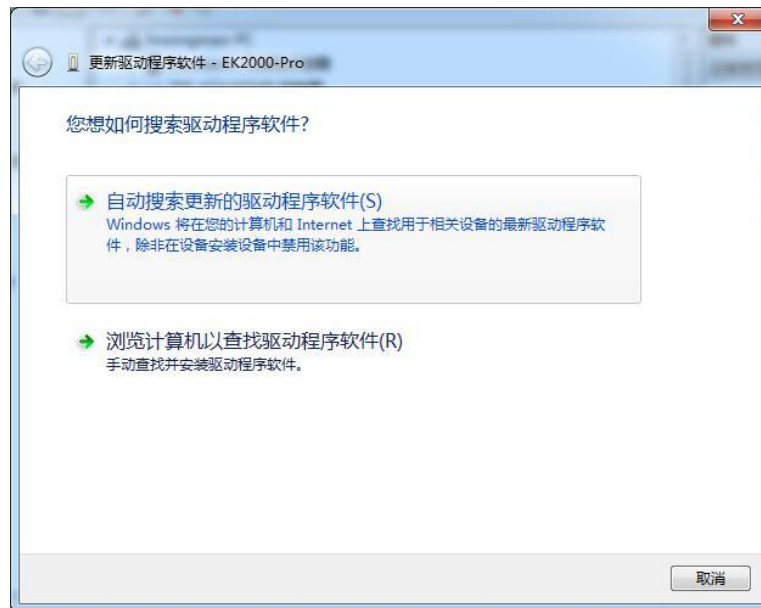 更新驱动程序软件 - EK2000-Pro
您想如何搜索驱动程序软件?
自动搜索更新的驱动程序软件(S)
Windows 将在您的计算机和 Internet 上查找用于相关设备的最新驱动程序软
件，除非在设备安装设备中禁用该功能。
浏览计算机以查找驱动程序软件(R)
手动查找并安装驱动程序软件。
取消